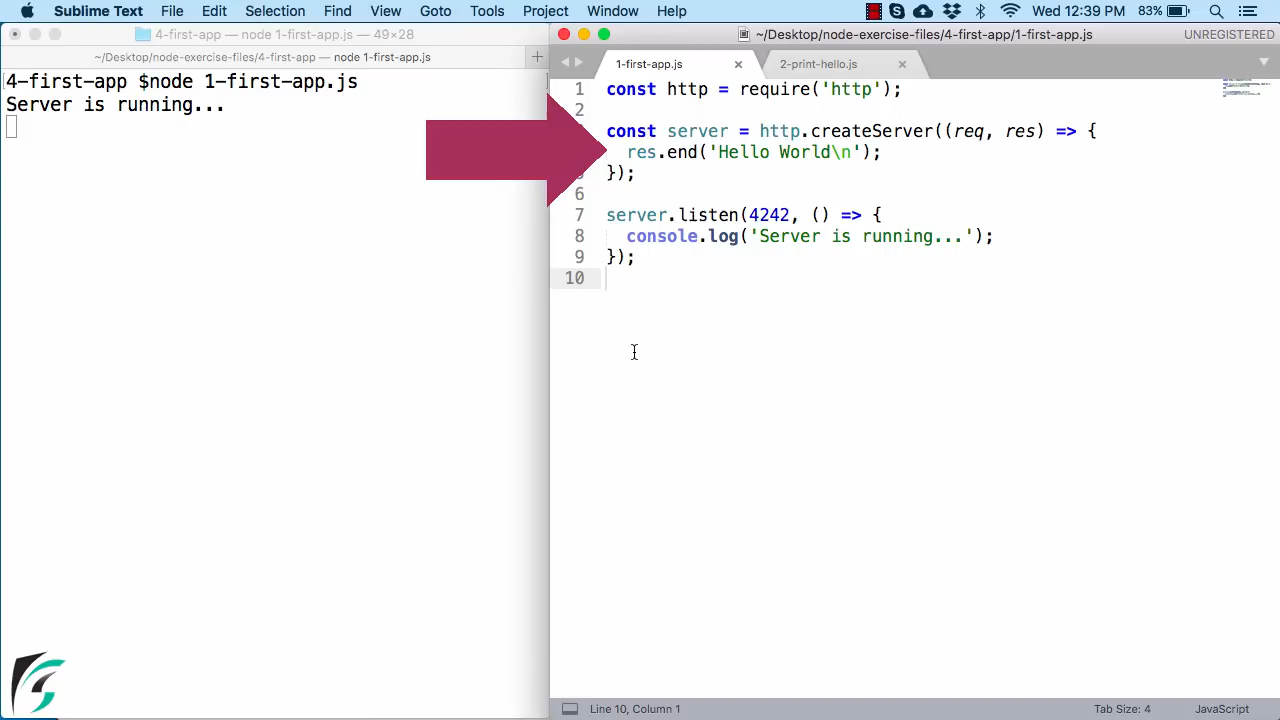 Sublime Text File Edit Selection Find View Goto Tools Project Window Help Wed 12:39 PM 83%
4-first-app — node 1-first-app.js — 49×28
~/Desktop/node-exercise-files/4-first-app/1-first-app.js UNREGISTERED
~/Desktop/node-exercise-files/4-first-app — node 1-first-app.js +
1-first-app.js × 2-print-hello.js ×
4-first-app $node 1-first-app.js
Server is running...
1 const http = require('http');
2
3 const server = http.createServer((req, res) => {
res.end('Hello World\n');
5 });
6
7 server.listen(4242, () => {
8 console.log('Server is running...');
9 });
10
Line 10, Column 1 Tab Size: 4 JavaScript